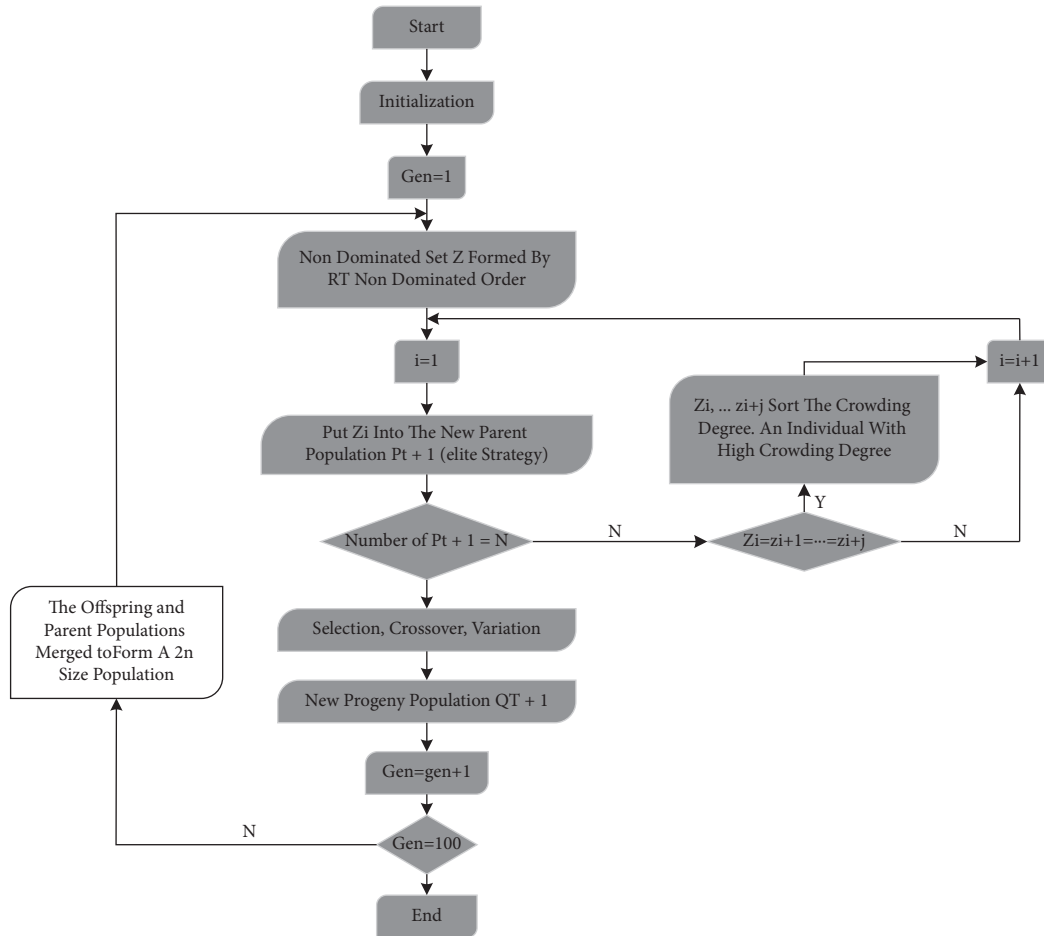 Start
Initialization
Gen=1
Non Dominated Set Z Formed By
RT Non Dominated Order
i=1
i=i+1
Put Zi Into The New Parent
Population Pt + 1 (elite Strategy)
Zi, ... zi+j Sort The Crowding
Degree. An Individual With
High Crowding Degree
Y
Number of Pt + 1 = N
N
Zi=zi+1=···=zi+j
N
The Offspring and
Parent Populations
Merged toForm A 2n
Size Population
Selection, Crossover, Variation
New Progeny Population QT + 1
Gen=gen+1
N
Gen=100
End